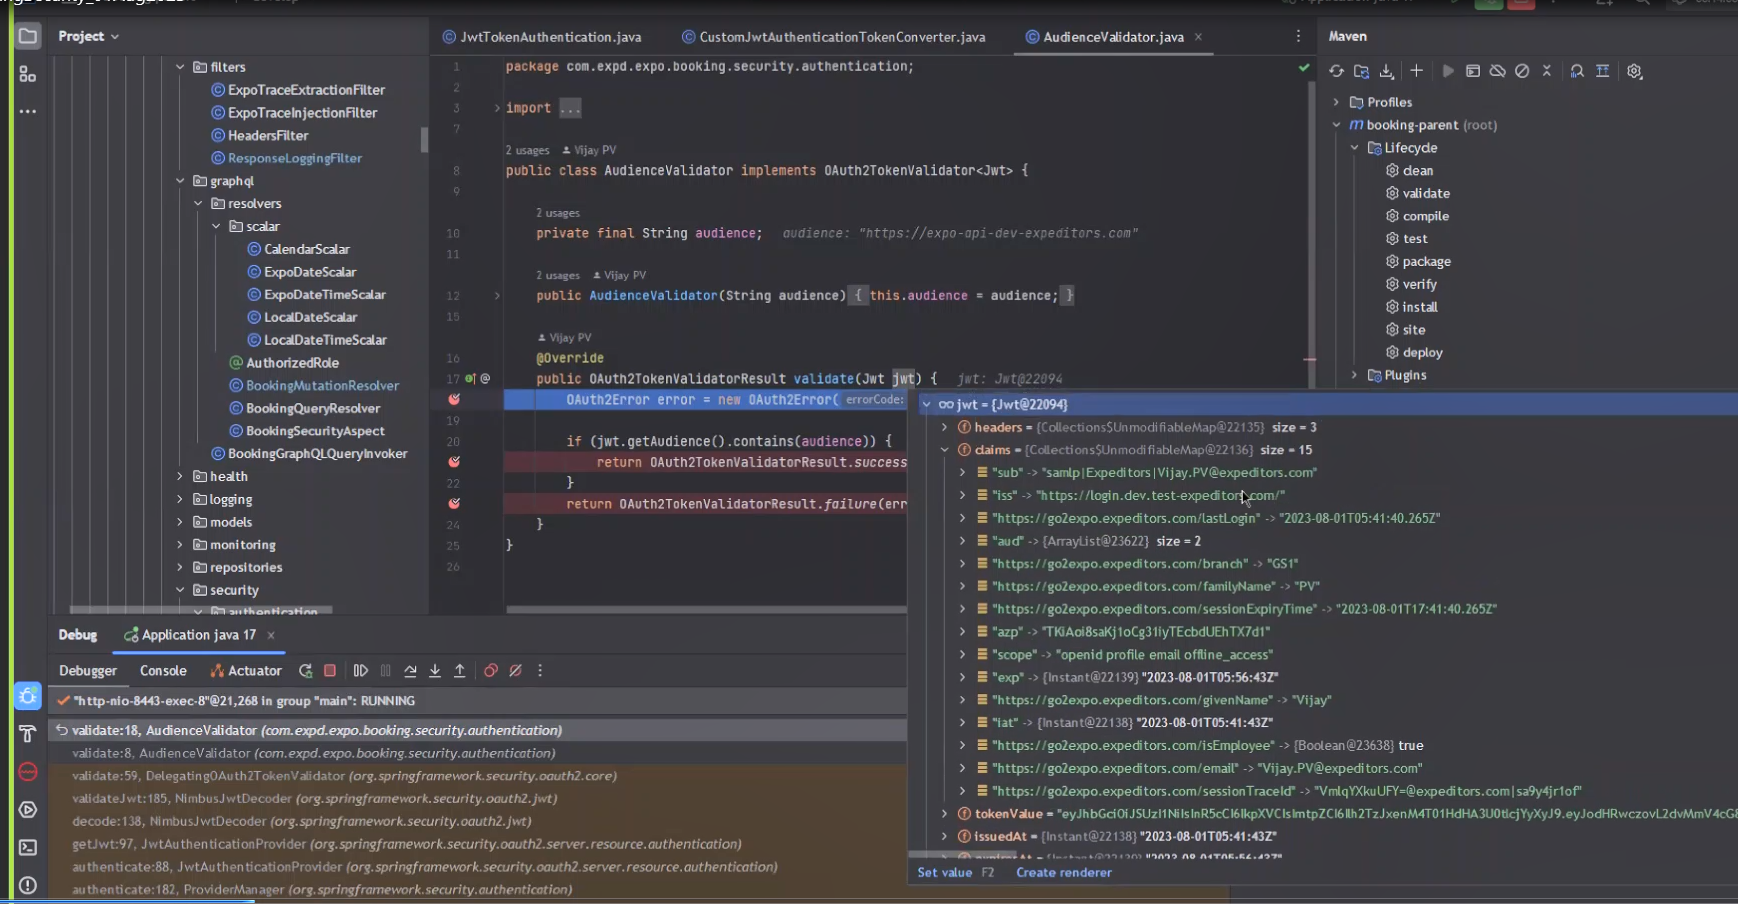 Project
filters
ExpoTraceExtractionFilter
ExpoTraceInjectionFilter
HeadersFilter
ResponseLoggingFilter
graphql
resolvers
scalar
CalendarScalar
ExpoDateScalar
ExpoDateTimeScalar
LocalDateScalar
LocalDateTimeScalar
AuthorizedRole
BookingMutationResolver
BookingQueryResolver
BookingSecurityAspect
BookingGraphQLQueryInvoker
health
logging
models
monitoring
repositories
security
authentication
JwtTokenAuthentication.java CustomJwtAuthenticationTokenConverter.java AudienceValidator.java
1 package com.expd.expo.booking.security.authentication;
2
3 import ...
7
2 usages Vijay PV
8 public class AudienceValidator implements OAuth2TokenValidator<Jwt> {
9
2 usages
10 private final String audience; audience: "https://expo-api-dev-expeditors.com"
11
2 usages Vijay PV
12 public AudienceValidator(String audience) { this.audience = audience; }
15
Vijay PV
16 @Override
17 public OAuth2TokenValidatorResult validate(Jwt jwt) { jwt: Jwt@22094
OAuth2Error error = new OAuth2Error( errorCode:
19
20 if (jwt.getAudience().contains(audience)) {
return OAuth2TokenValidatorResult.success
22 }
return OAuth2TokenValidatorResult.failure(err
24 }
25 }
26
Maven
Profiles
booking-parent (root)
Lifecycle
clean
validate
compile
test
package
verify
install
site
deploy
Plugins
jwt = {Jwt@22094}
headers = {Collections$UnmodifiableMap@22135} size = 3
claims = {Collections$UnmodifiableMap@22136} size = 15
"sub" -> "samlp|Expeditors|Vijay.PV@expeditors.com"
"iss" -> "https://login.dev.test-expeditors.com/"
"https://go2expo.expeditors.com/lastLogin" -> "2023-08-01T05:41:40.265Z"
"aud" -> {ArrayList@23622} size = 2
"https://go2expo.expeditors.com/branch" -> "GS1"
"https://go2expo.expeditors.com/familyName" -> "PV"
"https://go2expo.expeditors.com/sessionExpiryTime" -> "2023-08-01T17:41:40.265Z"
"azp" -> "TKiAoi8saKj1oCg31iyTEcbdUEhTX7d1"
"scope" -> "openid profile email offline_access"
"exp" -> {Instant@22139} "2023-08-01T05:56:43Z"
"https://go2expo.expeditors.com/givenName" -> "Vijay"
"iat" -> {Instant@22138} "2023-08-01T05:41:43Z"
"https://go2expo.expeditors.com/isEmployee" -> {Boolean@23638} true
"https://go2expo.expeditors.com/email" -> "Vijay.PV@expeditors.com"
"https://go2expo.expeditors.com/sessionTraceId" -> "VmlqYXkuUFY=@expeditors.com|sa9y4jr1of"
tokenValue =
issuedAt = {Instant@22138} "2023-08-01T05:41:43Z"
Set value F2 Create renderer
Debug Application java 17
Debugger Console Actuator
"http-nio-8443-exec-8"@21,268 in group "main": RUNNING
validate:18, AudienceValidator (com.expd.expo.booking.security.authentication)
validate:8, AudienceValidator (com.expd.expo.booking.security.authentication)
validate:59, DelegatingOAuth2TokenValidator (org.springframework.security.oauth2.core)
validateJwt:185, NimbusJwtDecoder (org.springframework.security.oauth2.jwt)
decode:138, NimbusJwtDecoder (org.springframework.security.oauth2.jwt)
getJwt:97, JwtAuthenticationProvider (org.springframework.security.oauth2.server.resource.authentication)
authenticate:88, JwtAuthenticationProvider (org.springframework.security.oauth2.server.resource.authentication)
authenticate:182, ProviderManager (org.springframework.security.authentication)